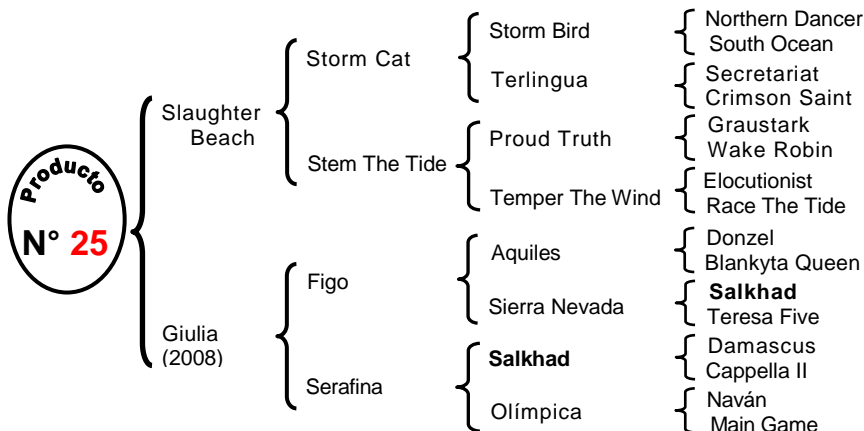 Producto
N° 25
Slaughter
Beach
Giulia
(2008)
Storm Cat
Stem The Tide
Figo
Serafina
Storm Bird
Terlingua
Proud Truth
Temper The Wind
Aquiles
Sierra Nevada
Salkhad
Olímpica
Northern Dancer
South Ocean
Secretariat
Crimson Saint
Graustark
Wake Robin
Elocutionist
Race The Tide
Donzel
Blankyta Queen
Salkhad
Teresa Five
Damascus
Cappella II
Naván
Main Game